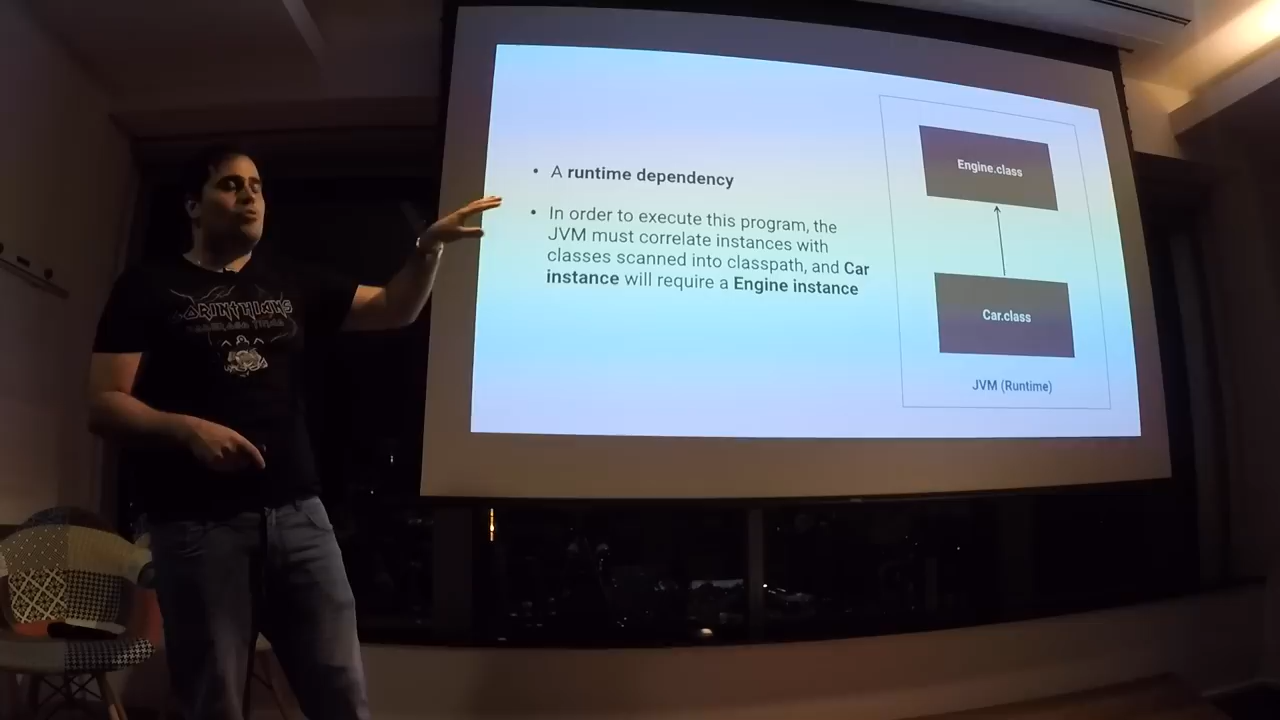 A runtime dependency
In order to execute this program, the
JVM must correlate instances with
classes scanned into classpath, and Car
instance will require a Engine instance
Engine.class
Car.class
JVM (Runtime)
CORINTHIANS